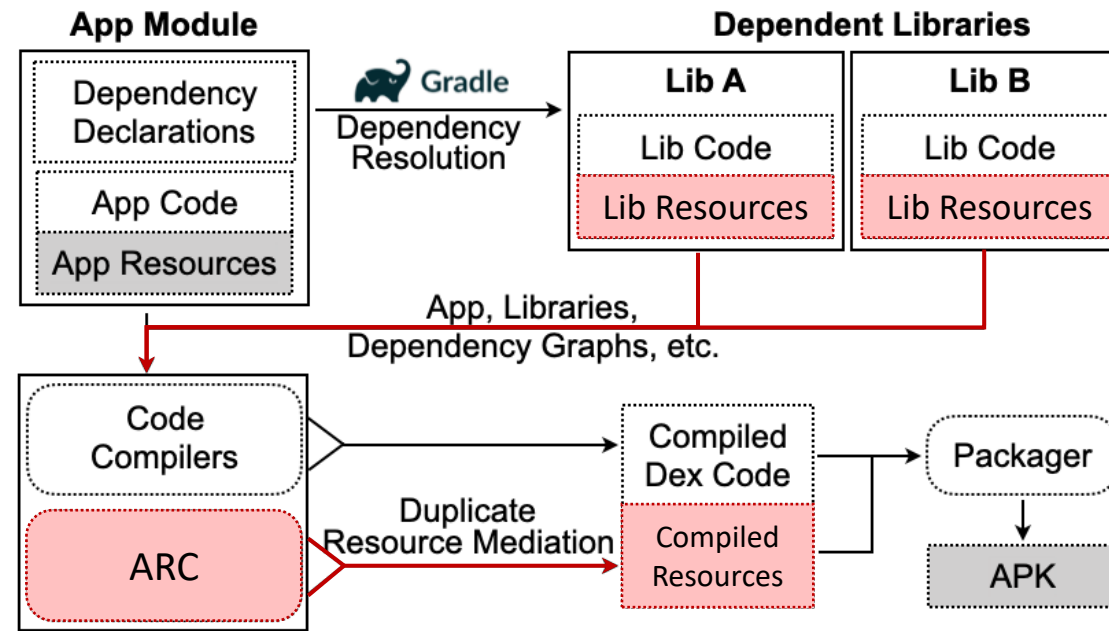 App Module
Dependent Libraries
Dependency
Declarations
App Code
App Resources
Gradle
Dependency
Resolution
Lib A
Lib Code
Lib Resources
Lib B
Lib Code
Lib Resources
App, Libraries,
Dependency Graphs, etc.
Code
Compilers
ARC
Duplicate
Resource Mediation
Compiled
Dex Code
Compiled
Resources
Packager
APK